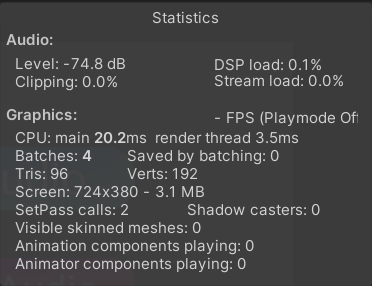 Statistics
Audio:
Level: -74.8 dB DSP load: 0.1%
Clipping: 0.0% Stream load: 0.0%
Graphics: - FPS (Playmode Off
CPU: main 20.2ms render thread 3.5ms
Batches: 4 Saved by batching: 0
Tris: 96 Verts: 192
Screen: 724x380 - 3.1 MB
SetPass calls: 2 Shadow casters: 0
Visible skinned meshes: 0
Animation components playing: 0
Animator components playing: 0